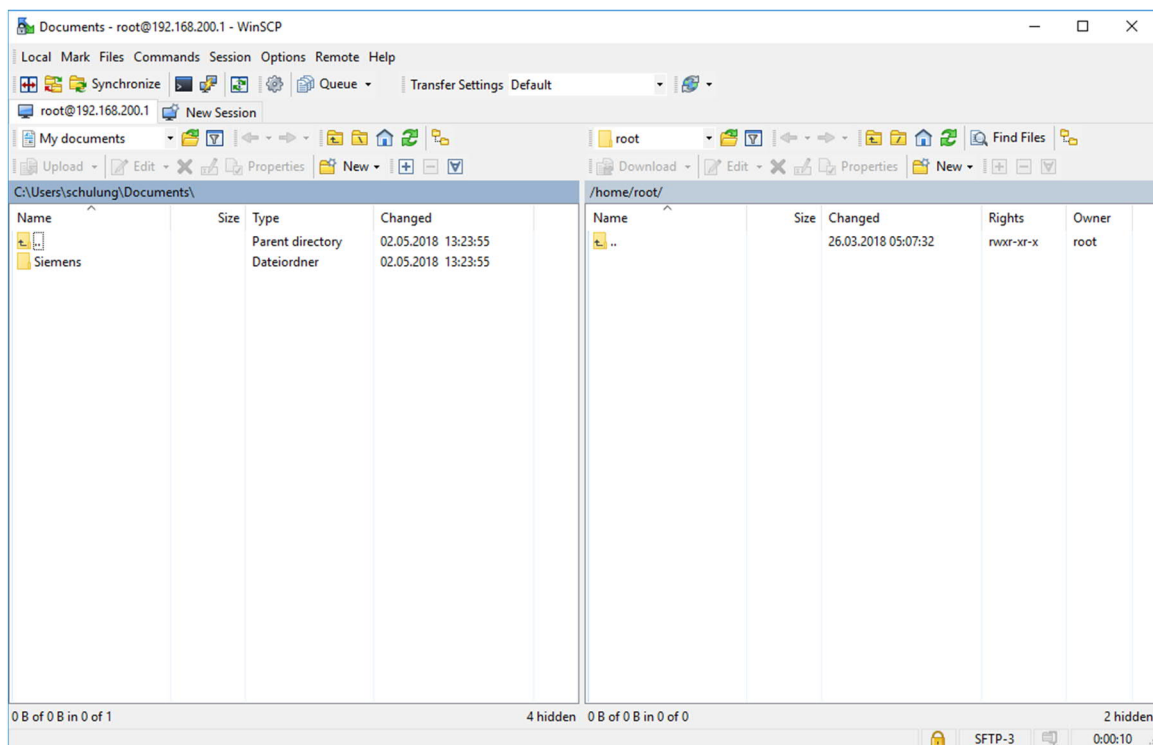 Documents - root@192.168.200.1 - WinSCP
Local Mark Files Commands Session Options Remote Help
Synchronize Queue Transfer Settings Default
root@192.168.200.1 New Session
My documents root Find Files
Upload Edit Properties New Download Edit Properties New
C:\Users\schulung\Documents\ /home/root/
Name Size Type Changed Name Size Changed Rights Owner
.. Parent directory 02.05.2018 13:23:55 .. 26.03.2018 05:07:32 rwxr-xr-x root
Siemens Dateiordner 02.05.2018 13:23:55
0 B of 0 B in 0 of 1 4 hidden 0 B of 0 B in 0 of 0 2 hidden
SFTP-3 0:00:10